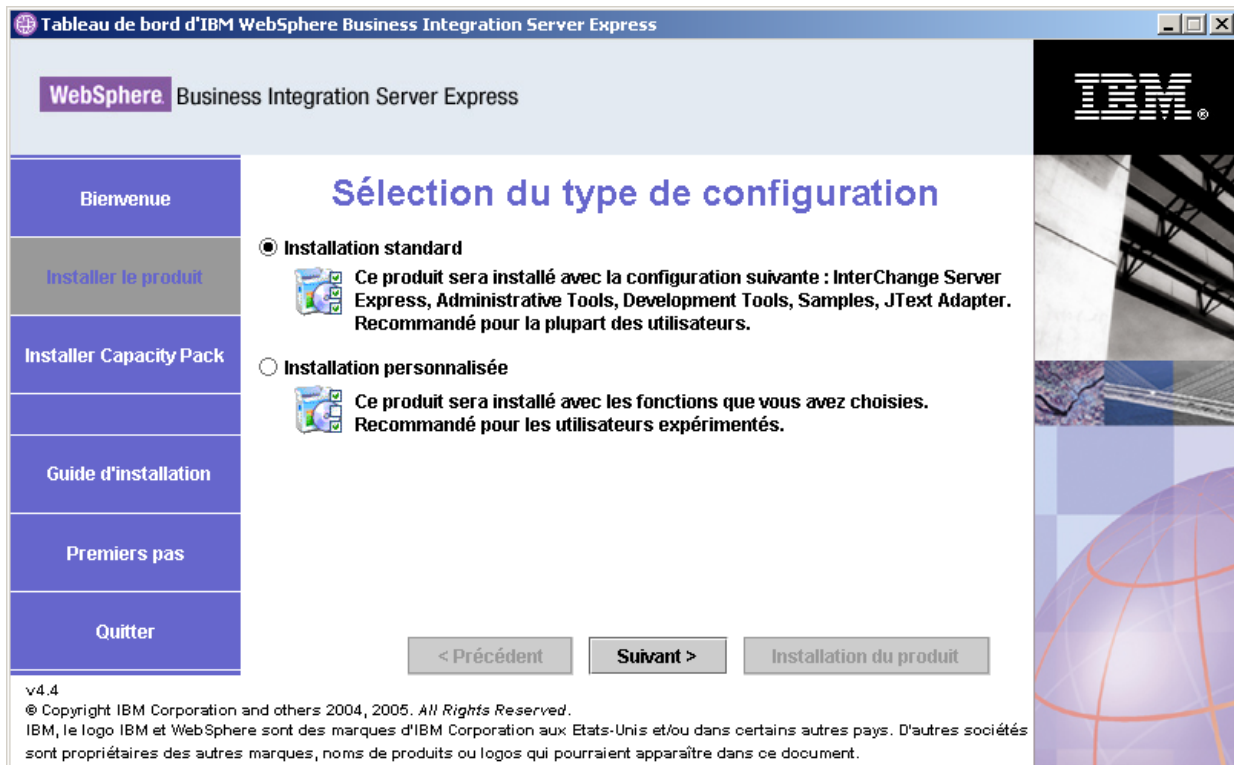 Tableau de bord d'IBM WebSphere Business Integration Server Express
WebSphere. Business Integration Server Express
IBM®
Bienvenue
Installer le produit
Installer Capacity Pack
Guide d'installation
Premiers pas
Quitter
Sélection du type de configuration
Installation standard
Ce produit sera installé avec la configuration suivante : InterChange Server
Express, Administrative Tools, Development Tools, Samples, JText Adapter.
Recommandé pour la plupart des utilisateurs.
Installation personnalisée
Ce produit sera installé avec les fonctions que vous avez choisies.
Recommandé pour les utilisateurs expérimentés.
< Précédent
Suivant >
Installation du produit
v4.4
© Copyright IBM Corporation and others 2004, 2005. All Rights Reserved.
IBM, le logo IBM et WebSphere sont des marques d'IBM Corporation aux Etats-Unis et/ou dans certains autres pays. D'autres sociétés
sont propriétaires des autres marques, noms de produits ou logos qui pourraient apparaître dans ce document.